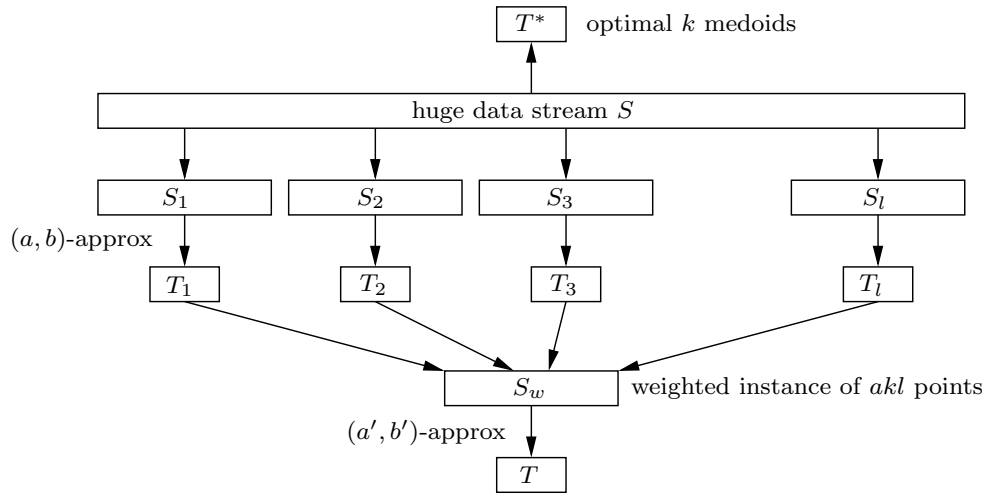 T* optimal k medoids
huge data stream S
S₁ S₂ S₃ Sₗ
(a, b)-approx
T₁ T₂ T₃ Tₗ
S_w weighted instance of akl points
(a′, b′)-approx
T